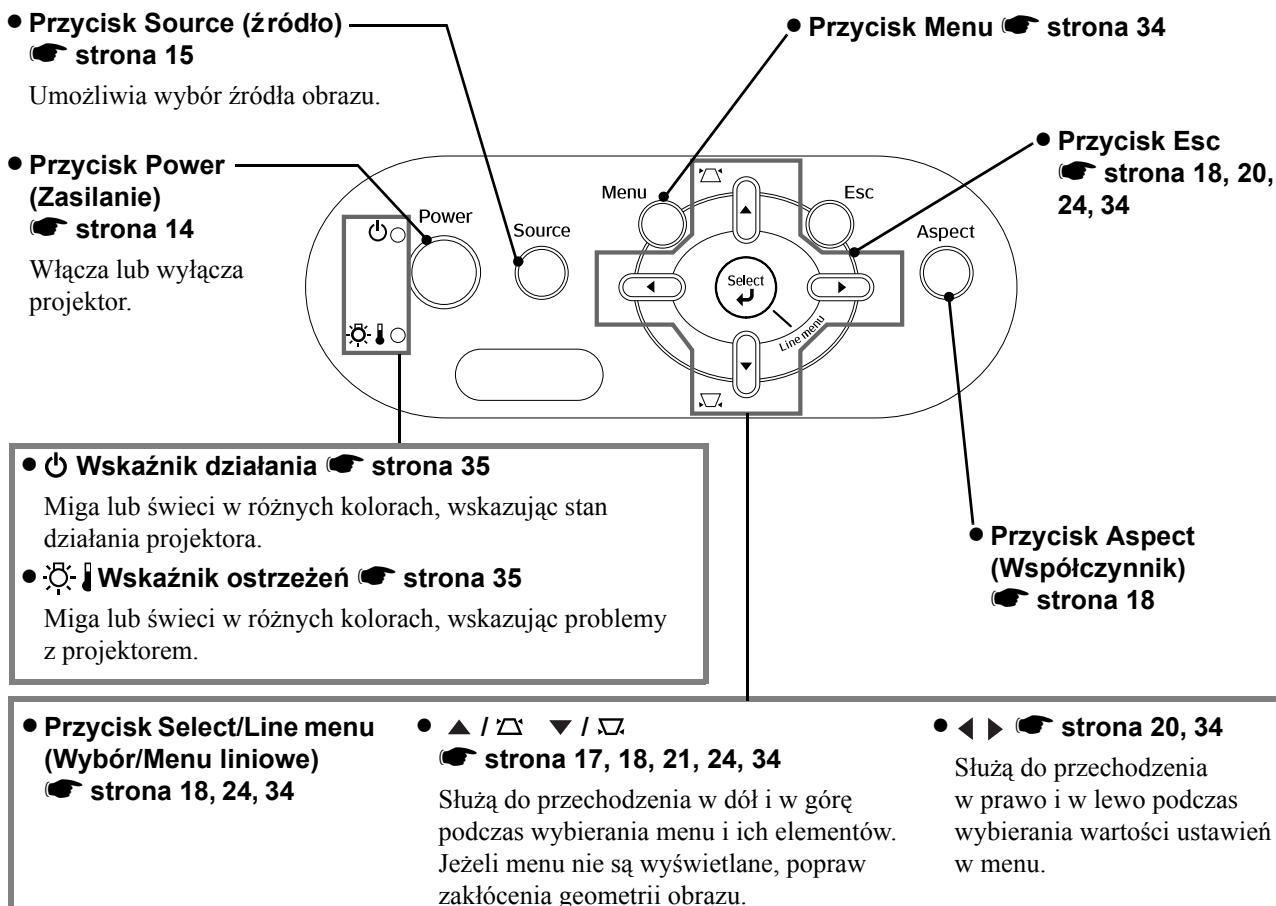 ● Przycisk Source (źródło)
☛ strona 15
Umożliwia wybór źródła obrazu.
● Przycisk Power
(Zasilanie)
☛ strona 14
Włącza lub wyłącza
projektor.
● Przycisk Menu ☛ strona 34
● Przycisk Esc
☛ strona 18, 20,
24, 34
Power
Source
Menu
Esc
Aspect
Select
Line menu
● Przycisk Aspect
(Współczynnik)
☛ strona 18
● ⏻ Wskaźnik działania ☛ strona 35
Miga lub świeci w różnych kolorach, wskazując stan
działania projektora.
● Wskaźnik ostrzeżeń ☛ strona 35
Miga lub świeci w różnych kolorach, wskazując problemy
z projektorem.
● Przycisk Select/Line menu
(Wybór/Menu liniowe)
☛ strona 18, 24, 34
● ▲ / ▼ /
☛ strona 17, 18, 21, 24, 34
Służą do przechodzenia w dół i w górę
podczas wybierania menu i ich elementów.
Jeżeli menu nie są wyświetlane, popraw
zakłócenia geometrii obrazu.
● ◀ ▶ ☛ strona 20, 34
Służą do przechodzenia
w prawo i w lewo podczas
wybierania wartości ustawień
w menu.